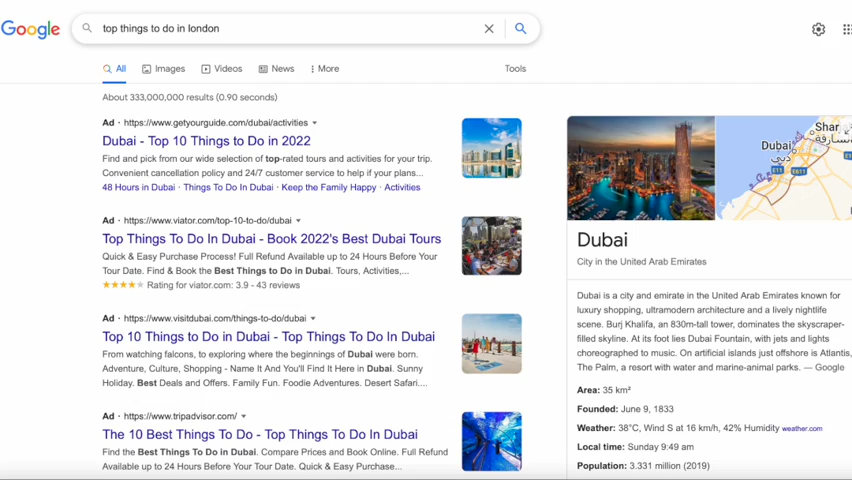 Google
top things to do in london
All
Images
Videos
News
More
Tools
About 333,000,000 results (0.90 seconds)
Ad · https://www.getyourguide.com/dubai/activities
Dubai - Top 10 Things to Do in 2022
Find and pick from our wide selection of top-rated tours and activities for your trip.
Convenient cancellation policy and 24/7 customer service to help if your plans...
48 Hours in Dubai · Things To Do In Dubai · Keep the Family Happy · Activities
Ad · https://www.viator.com/top-10-to-do/dubai
Top Things To Do In Dubai - Book 2022's Best Dubai Tours
Quick & Easy Purchase Process! Full Refund Available up to 24 Hours Before Your
Tour Date. Find & Book the Best Things to Do in Dubai. Tours, Activities,...
Rating for viator.com: 3.9 - 43 reviews
Ad · https://www.visitdubai.com/things-to-do/dubai
Top 10 Things to Do in Dubai - Top Things To Do In Dubai
From watching falcons, to exploring where the beginnings of Dubai were born.
Adventure, Culture, Shopping - Name It And You'll Find It Here in Dubai. Sunny
Holiday. Best Deals and Offers. Family Fun. Foodie Adventures. Desert Safari....
Ad · https://www.tripadvisor.com/
The 10 Best Things To Do - Top Things To Do In Dubai
Find the Best Things To Do in Dubai. Compare Prices and Book Online. Full Refund
Available up to 24 Hours Before Your Tour Date. Quick & Easy Purchase...
Shar
الشارقة
Dubai
دبي
E11
E611
Dubai
City in the United Arab Emirates
Dubai is a city and emirate in the United Arab Emirates known for
luxury shopping, ultramodern architecture and a lively nightlife
scene. Burj Khalifa, an 830m-tall tower, dominates the skyscraper-
filled skyline. At its foot lies Dubai Fountain, with jets and lights
choreographed to music. On artificial islands just offshore is Atlantis,
The Palm, a resort with water and marine-animal parks. — Google
Area: 35 km²
Founded: June 9, 1833
Weather: 38°C, Wind S at 16 km/h, 42% Humidity weather.com
Local time: Sunday 9:49 am
Population: 3.331 million (2019)